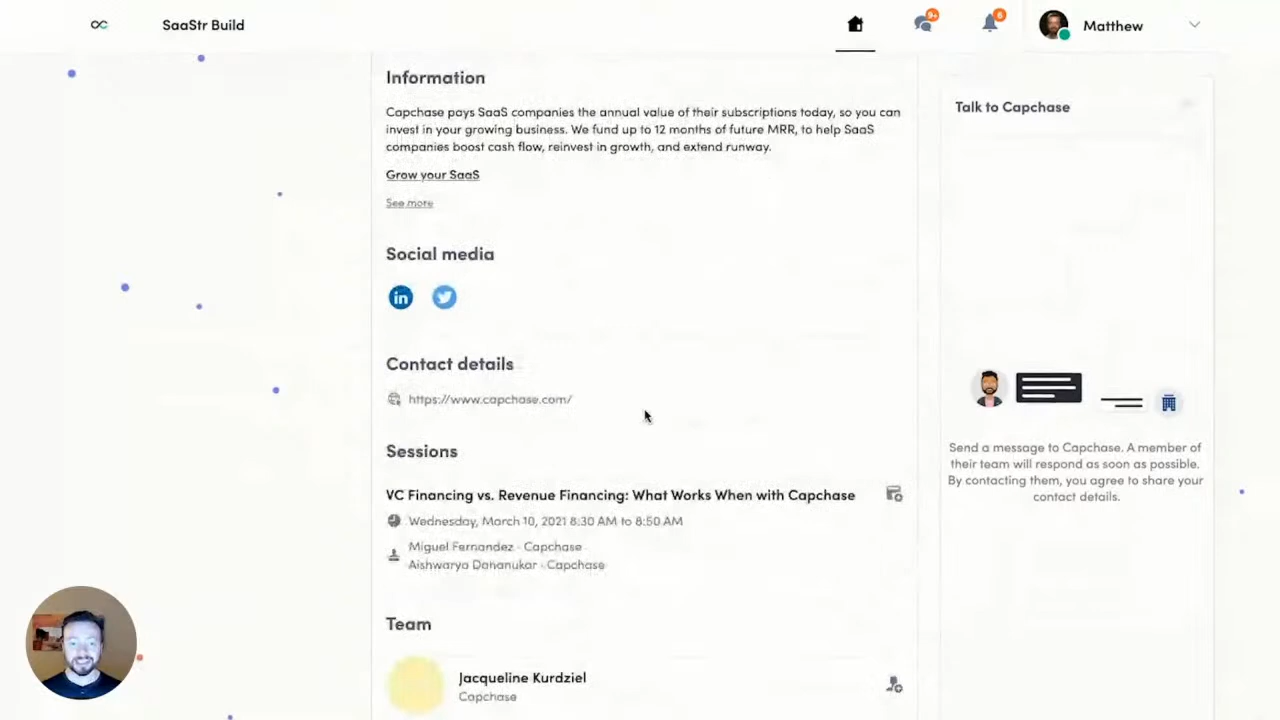 SaaStr Build
9+
6
Matthew
Information
Capchase pays SaaS companies the annual value of their subscriptions today, so you can
invest in your growing business. We fund up to 12 months of future MRR, to help SaaS
companies boost cash flow, reinvest in growth, and extend runway.
Grow your SaaS
See more
Social media
in
Contact details
https://www.capchase.com/
Sessions
VC Financing vs. Revenue Financing: What Works When with Capchase
Wednesday, March 10, 2021 8:30 AM to 8:50 AM
Miguel Fernandez - Capchase
Aishwarya Dahanukar - Capchase
Team
Jacqueline Kurdziel
Capchase
Talk to Capchase
Send a message to Capchase. A member of
their team will respond as soon as possible.
By contacting them, you agree to share your
contact details.